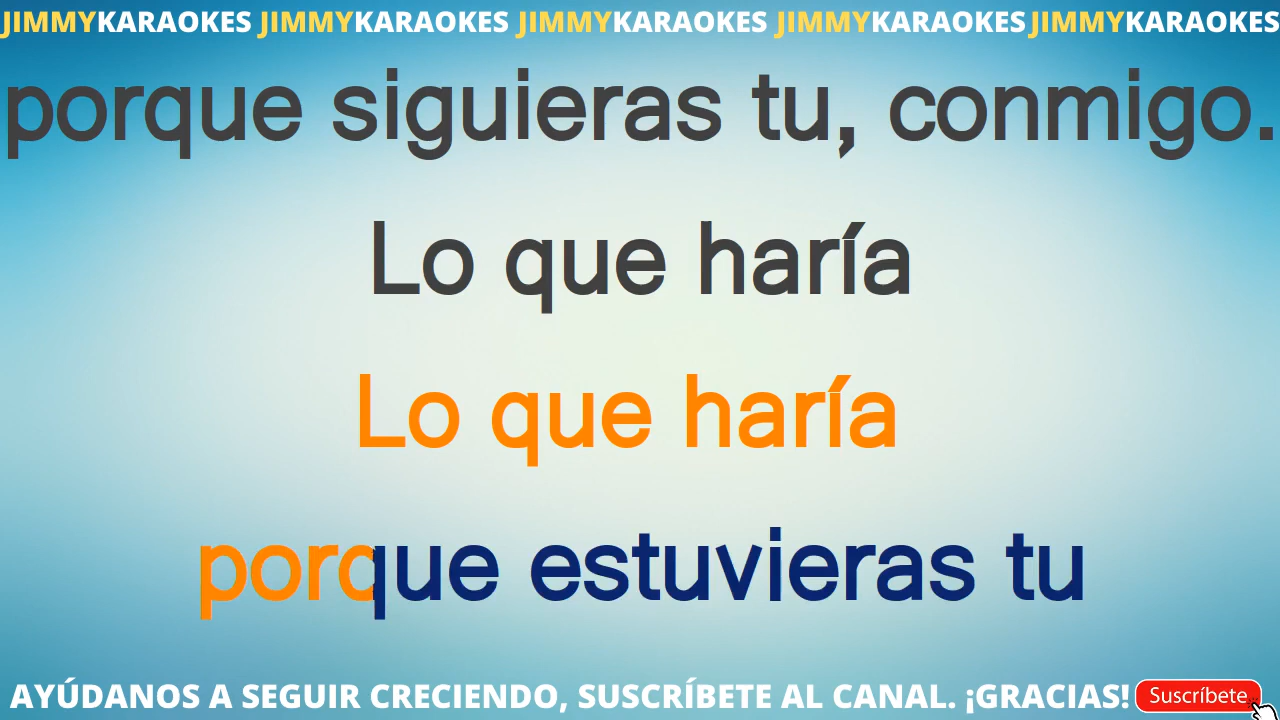 JIMMYKARAOKES JIMMYKARAOKES JIMMYKARAOKES JIMMYKARAOKES JIMMYKARAOKES
porque siguieras tu, conmigo.
Lo que haría
Lo que haría
porque estuvieras tu
AYÚDANOS A SEGUIR CRECIENDO, SUSCRÍBETE AL CANAL. ¡GRACIAS! Suscríbete